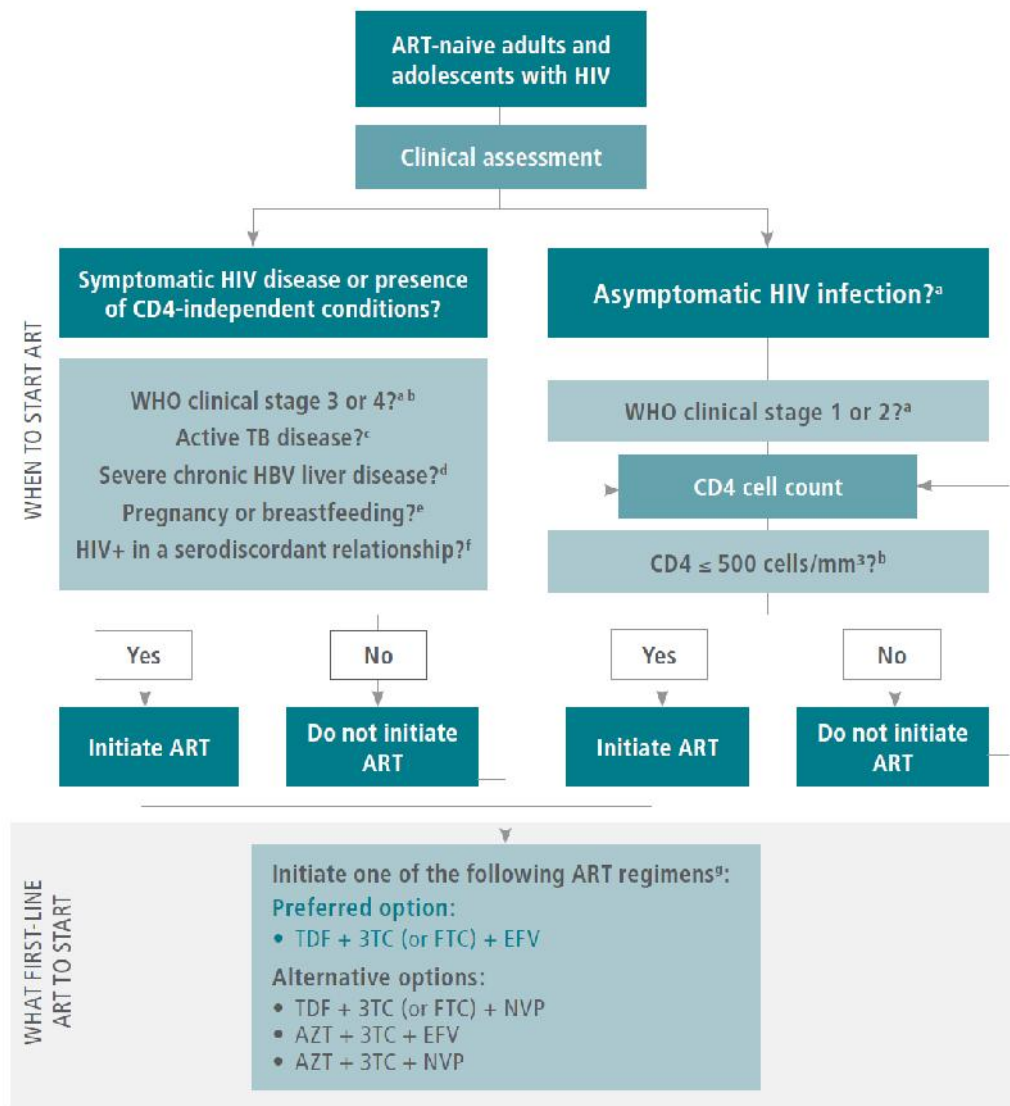 ART-naive adults and
adolescents with HIV
Clinical assessment
WHEN TO START ART
Symptomatic HIV disease or presence
of CD4-independent conditions?
WHO clinical stage 3 or 4?ᵃ ᵇ
Active TB disease?ᶜ
Severe chronic HBV liver disease?ᵈ
Pregnancy or breastfeeding?ᵉ
HIV+ in a serodiscordant relationship?ᶠ
Yes
No
Initiate ART
Do not initiate
ART
Asymptomatic HIV infection?ᵃ
WHO clinical stage 1 or 2?ᵃ
CD4 cell count
CD4 ≤ 500 cells/mm³?ᵇ
Yes
No
Initiate ART
Do not initiate
ART
WHAT FIRST-LINE
ART TO START
Initiate one of the following ART regimensᵍ:
Preferred option:
• TDF + 3TC (or FTC) + EFV
Alternative options:
• TDF + 3TC (or FTC) + NVP
• AZT + 3TC + EFV
• AZT + 3TC + NVP